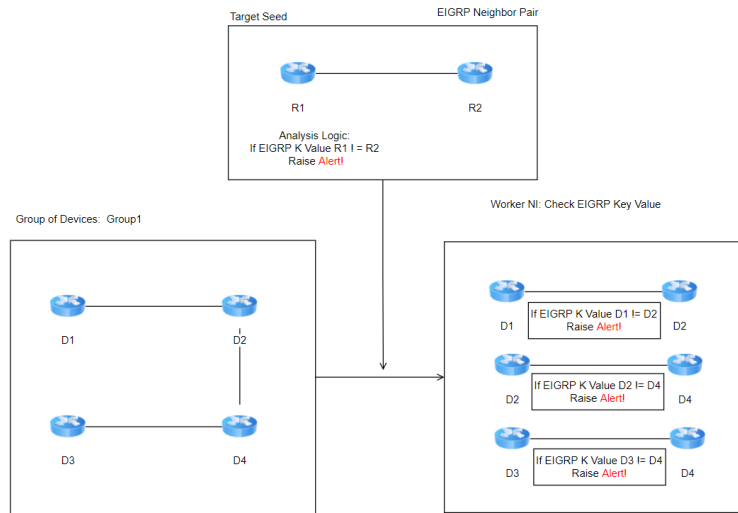 Target Seed
EIGRP Neighbor Pair
R1
R2
Analysis Logic:
If EIGRP K Value R1 ! = R2
Raise Alert!
Group of Devices: Group1
D1
D2
D3
D4
Worker NI: Check EIGRP Key Value
D1
If EIGRP K Value D1 != D2
Raise Alert!
D2
D2
If EIGRP K Value D2 != D4
Raise Alert!
D4
D3
If EIGRP K Value D3 != D4
Raise Alert!
D4